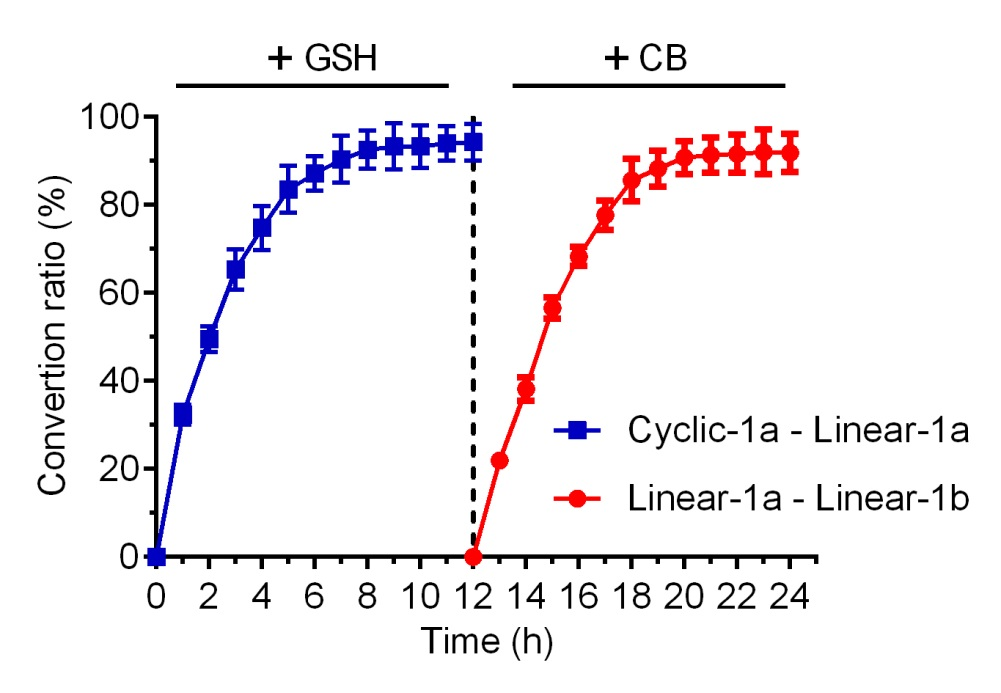 + GSH
+ CB
Convertion ratio (%)
100
80
60
40
20
0
Cyclic-1a - Linear-1a
Linear-1a - Linear-1b
0 2 4 6 8 10 12 14 16 18 20 22 24
Time (h)